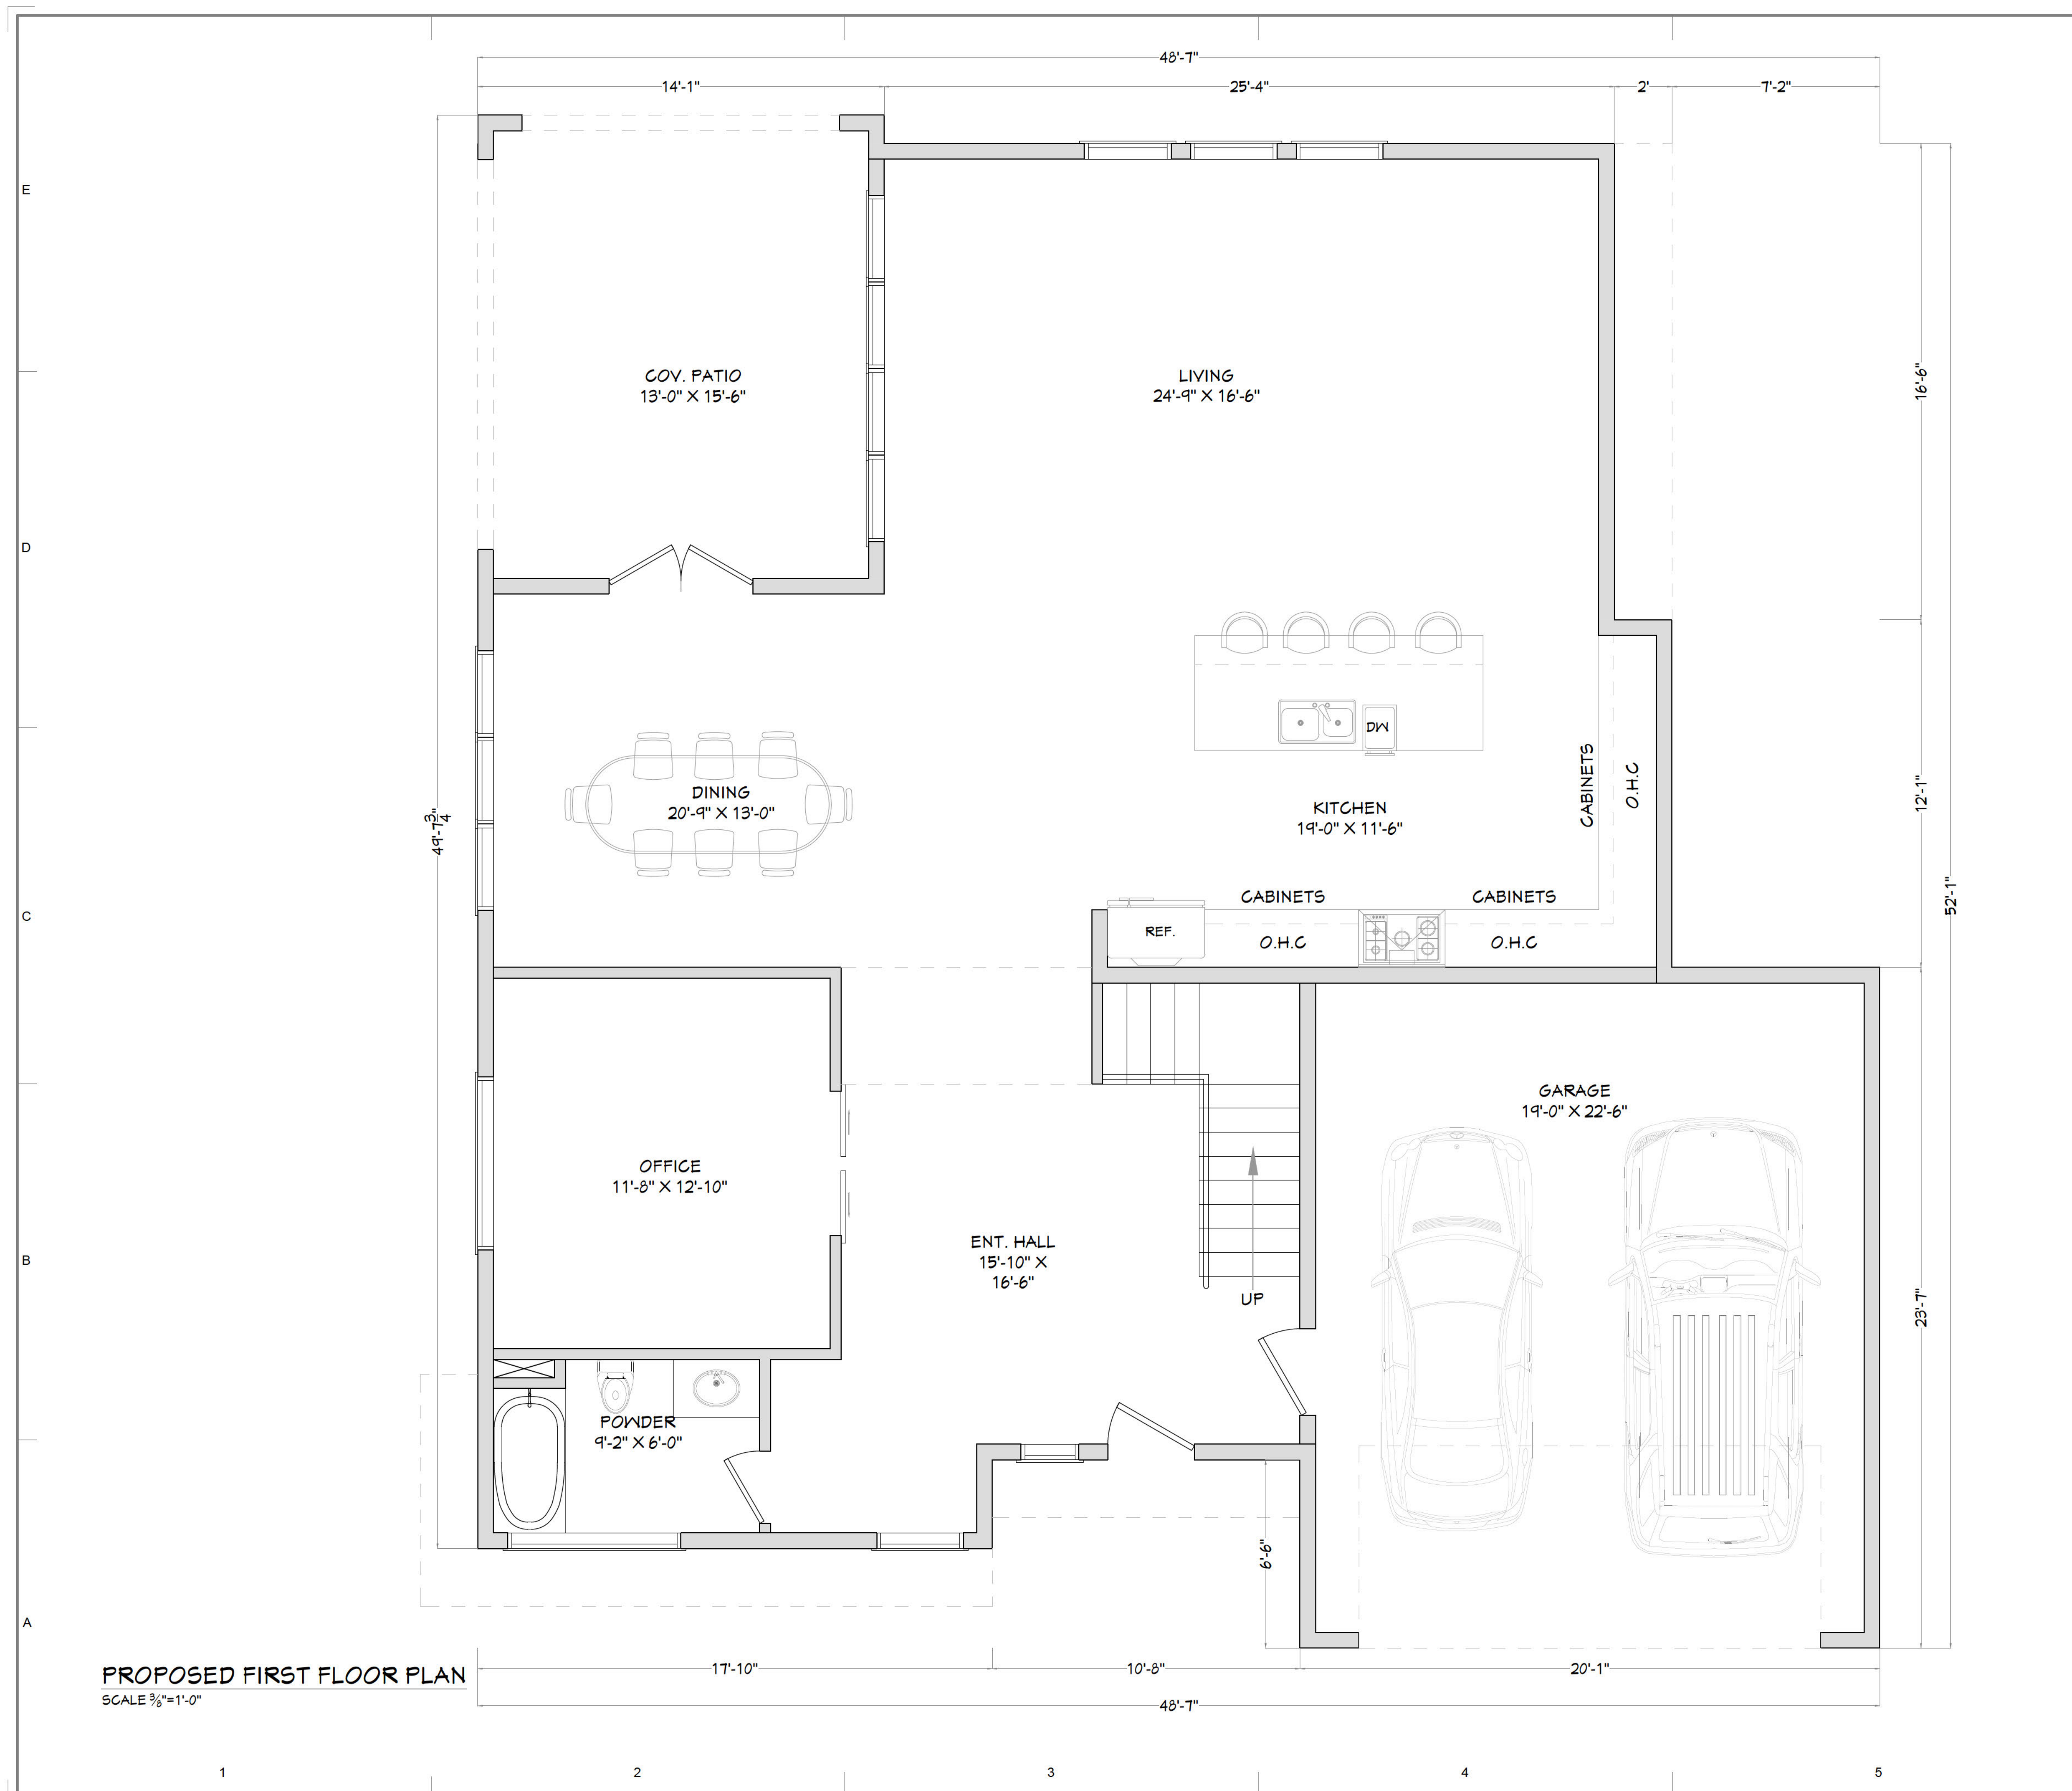 48'-7"
14'-1"
25'-4"
2'
7'-2"
E
COV. PATIO
13'-0" X 15'-6"
LIVING
24'-9" X 16'-6"
16'-6"
D
DW
CABINETS
O.H.C
DINING
20'-9" X 13'-0"
KITCHEN
19'-0" X 11'-6"
12'-1"
49'-7 3/4"
C
CABINETS
CABINETS
REF.
O.H.C
O.H.C
52'-1"
GARAGE
19'-0" X 22'-6"
OFFICE
11'-8" X 12'-10"
B
ENT. HALL
15'-10" X
16'-6"
UP
23'-7"
POWDER
9'-2" X 6'-0"
6'-6"
A
PROPOSED FIRST FLOOR PLAN
SCALE 3/8"=1'-0"
17'-10"
10'-8"
20'-1"
48'-7"
1
2
3
4
5